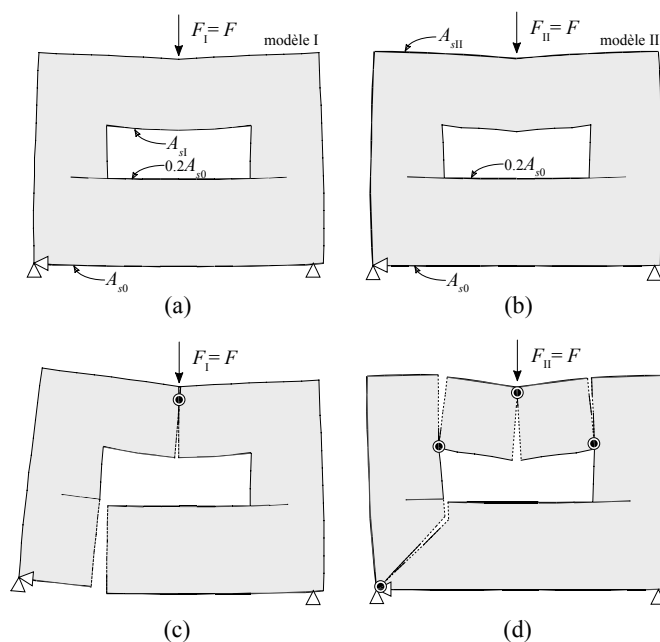 F_I = F
modèle I
A_sI
0.2A_s0
A_s0
(a)
F_II = F
modèle II
A_sII
0.2A_s0
A_s0
(b)
F_I = F
(c)
F_II = F
(d)